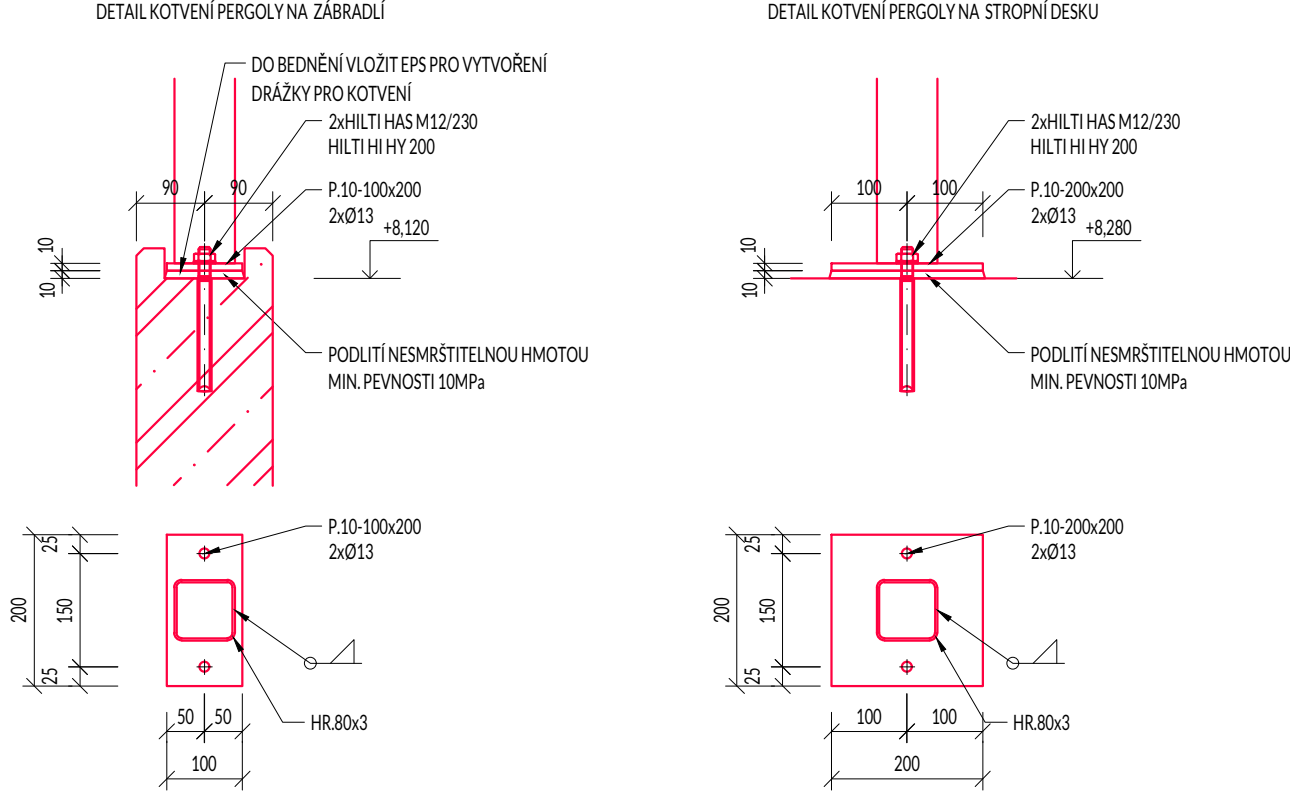 DETAIL KOTVENÍ PERGOLY NA ZÁBRADLÍ
DO BEDNĚNÍ VLOŽIT EPS PRO VYTVOŘENÍ
DRÁŽKY PRO KOTVENÍ
2xHILTI HAS M12/230
HILTI HI HY 200
90
90
P.10-100x200
2xØ13
+8,120
10
10
PODLITÍ NESMRŠTITELNOU HMOTOU
MIN. PEVNOSTI 10MPa
P.10-100x200
2xØ13
25
150
200
25
50
50
100
HR.80x3
DETAIL KOTVENÍ PERGOLY NA STROPNÍ DESKU
2xHILTI HAS M12/230
HILTI HI HY 200
100
100
P.10-200x200
2xØ13
+8,280
10
10
PODLITÍ NESMRŠTITELNOU HMOTOU
MIN. PEVNOSTI 10MPa
P.10-200x200
2xØ13
25
150
200
25
100
100
200
HR.80x3